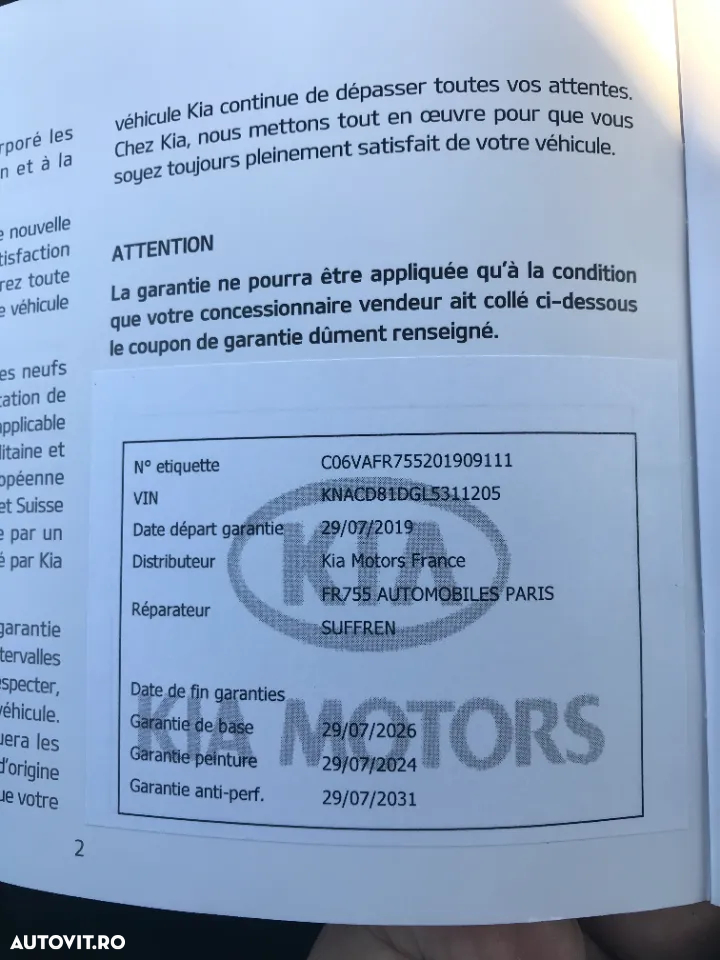 rporé les
n et à la
e nouvelle
tisfaction
rez toute
e véhicule
es neufs
tation de
applicable
litaine et
opéenne
et Suisse
e par un
é par Kia
garantie
tervalles
specter,
véhicule.
uera les
d'origine
ue votre
véhicule Kia continue de dépasser toutes vos attentes.
Chez Kia, nous mettons tout en œuvre pour que vous
soyez toujours pleinement satisfait de votre véhicule.
ATTENTION
La garantie ne pourra être appliquée qu'à la condition
que votre concessionnaire vendeur ait collé ci-dessous
le coupon de garantie dûment renseigné.
N° etiquette C06VAFR755201909111
VIN KNACD81DGL5311205
Date départ garantie 29/07/2019
Distributeur Kia Motors France
Réparateur FR755 AUTOMOBILES PARIS
SUFFREN
Date de fin garanties
Garantie de base 29/07/2026
Garantie peinture 29/07/2024
Garantie anti-perf. 29/07/2031
KIA
KIA MOTORS
2
AUTOVIT.RO